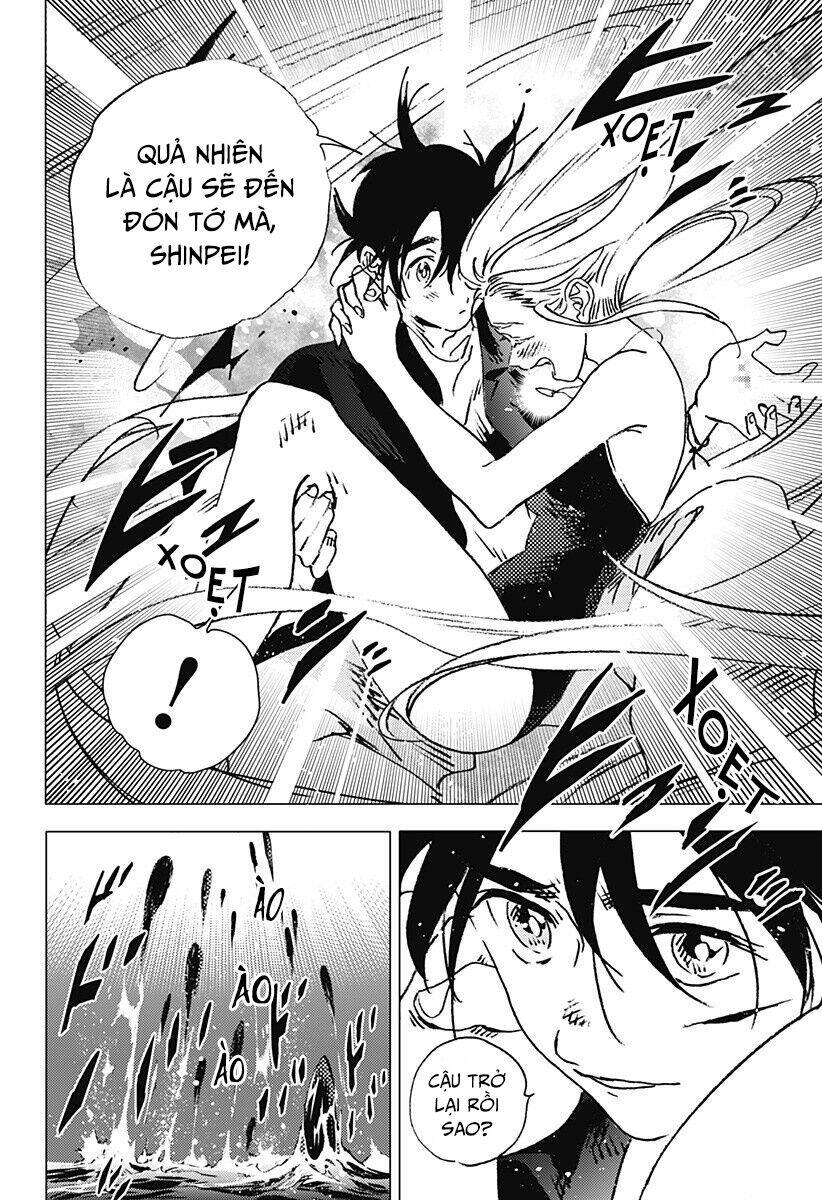 QUẢ NHIÊN
LÀ CẬU SẼ ĐẾN
ĐÓN TỚ MÀ,
SHINPEI!
XOẸT
XOẸT
!
XOẸT
CẬU TRỞ
LẠI RỒI
SAO?
ÀO
ÀO
ÀO